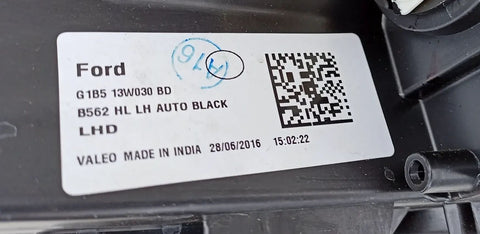 Ford
A16
G1B5 13W030 BD
B562 HL LH AUTO BLACK
LHD
VALEO MADE IN INDIA 28/06/2016 15:02:22